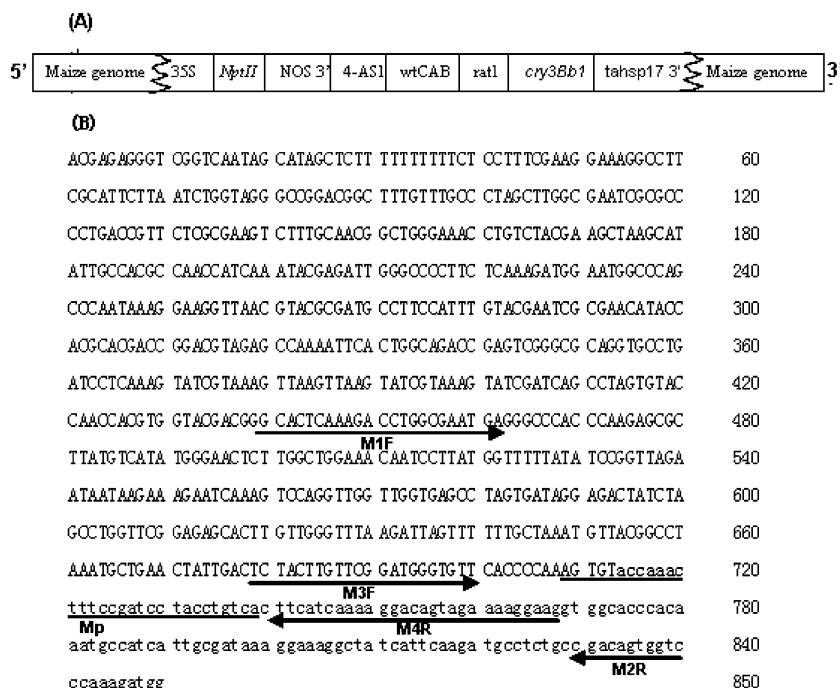 (A)
5' Maize genome 35S NptII NOS 3' 4-AS1 wtCAB rat1 cry3Bb1 tahsp17 3' Maize genome 3'
(B)
ACGAGAGGGT CGGTCAATAG CATAGCTCTT TTTTTTTTCT CCTTTCGAAG GAAAGGCCTT 60
CGCATTCTTA ATCTGGTAGG GCCGGACGGC TTTGTTTGCC CTAGCTTGGC GAATCGCGCC 120
CCTGACCGTT CTCGCGAAGT CTTTGCAACG GCTGGGAAAC CTGTCTACGA AGCTAAGCAT 180
ATTGCCACGC CAACCATCAA ATACGAGATT GGGCCCCTTC TCAAAGATGG AATGGCCCAG 240
CCCAATAAAG GAAGGTTAAC GTACGCGATG CCTTCCATTT GTACGAATCG CGAACATACC 300
ACGCACGACC GGACGTAGAG CCAAAATTCA CTGGCAGACC GAGTCGGGCG CAGGTGCCTG 360
ATCCTCAAAG TATCGTAAAG TTAAGTTAAG TATCGTAAAG TATCGATCAG CCTAGTGTAC 420
CAACCACGTG GTACGACGGG CACTCAAAGA CCTGGCGAAT GAGGGCCCAC CCAAGAGCGC 480
M1F
TTATGTCATA TGGGAACTCT TGGCTGGAAA CAATCCTTAT GGTTTTTATA TCCGGTTAGA 540
ATAATAAGAA AGAATCAAAG TCCAGGTTGG TTGGTGAGCC TAGTGATAGG AGACTATCTA 600
GCCTGGTTCG GAGAGCACTT GTTGGGTTTA AGATTAGTTT TTTGCTAAAT GTTACGGCCT 660
AAATGCTGAA CTATTGACTC TACTTGTTCG GATGGGTGTT CACCCCAAAG TGTaccaaac 720
M3F
tttccgatcc tacctgtcac ttcatcaaaa ggacagtaga aaaggaaggt ggcacccaca 780
Mp M4R
aatgccatca ttgcgataaa ggaaaggcta tcattcaaga tgcctctgcc gacagtggtc 840
M2R
ccaaagatgg 850